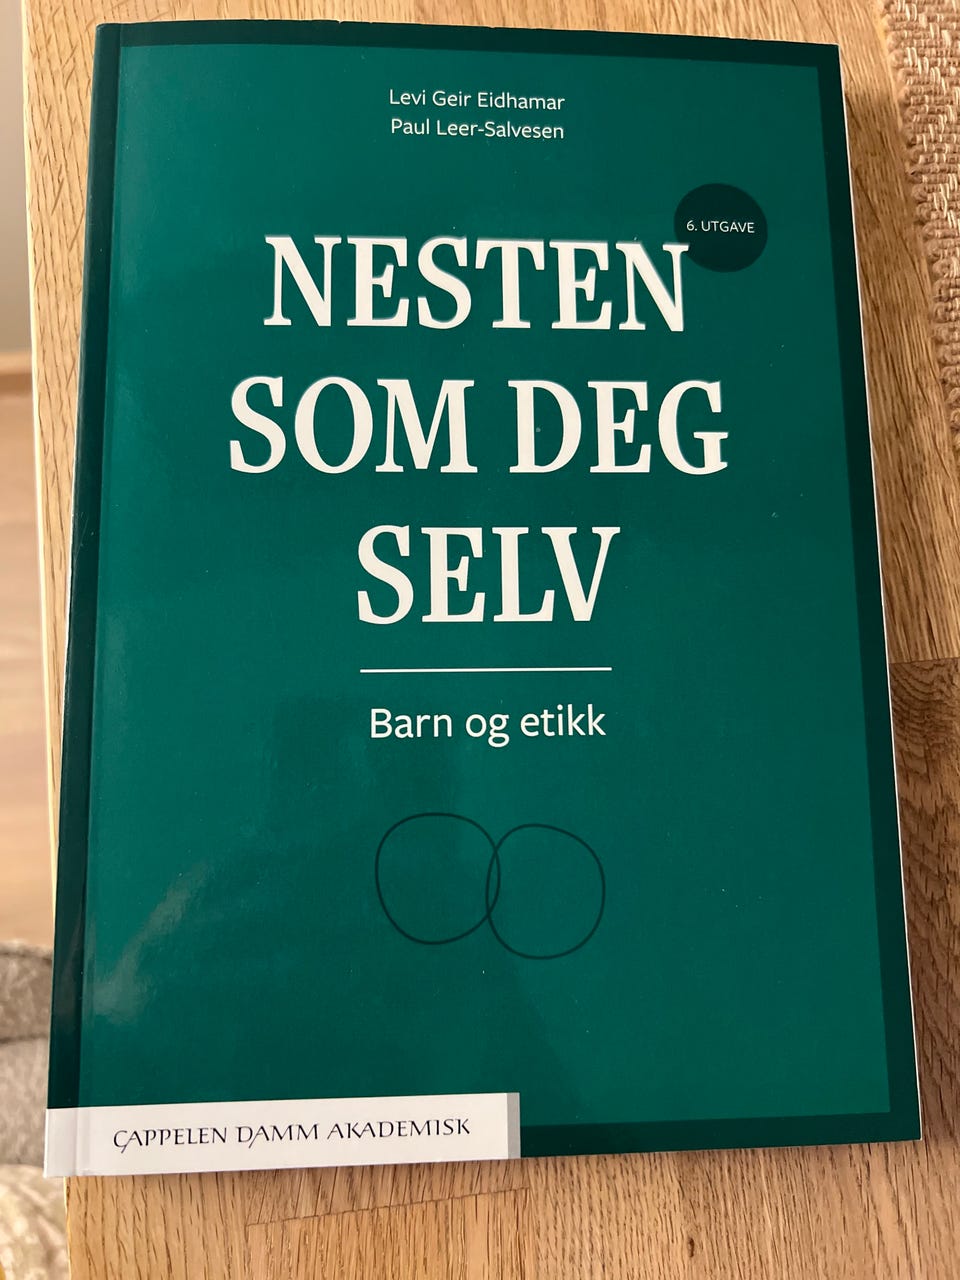 Levi Geir Eidhamar
Paul Leer-Salvesen
6. UTGAVE
NESTEN
SOM DEG
SELV
Barn og etikk
CAPPELEN DAMM AKADEMISK